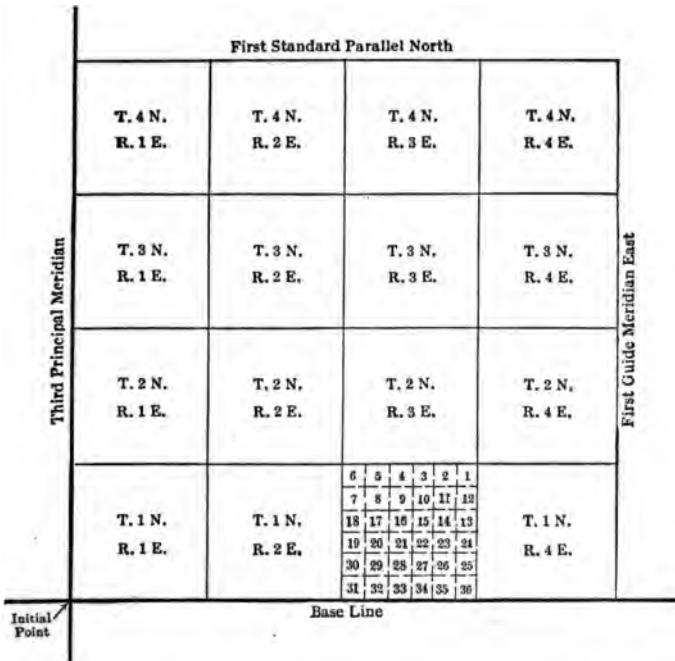 First Standard Parallel North
T. 4 N. T. 4 N. T. 4 N. T. 4 N.
R. 1 E. R. 2 E. R. 3 E. R. 4 E.
T. 3 N. T. 3 N. T. 3 N. T. 3 N.
R. 1 E. R. 2 E. R. 3 E. R. 4 E.
Third Principal Meridian
First Guide Meridian East
T. 2 N. T. 2 N. T. 2 N. T. 2 N.
R. 1 E. R. 2 E. R. 3 E. R. 4 E.
6 5 4 3 2 1
7 8 9 10 11 12
18 17 16 15 14 13
19 20 21 22 23 24
30 29 28 27 26 25
31 32 33 34 35 36
T. 1 N. T. 1 N. T. 1 N.
R. 1 E. R. 2 E. R. 4 E.
Initial
Point
Base Line